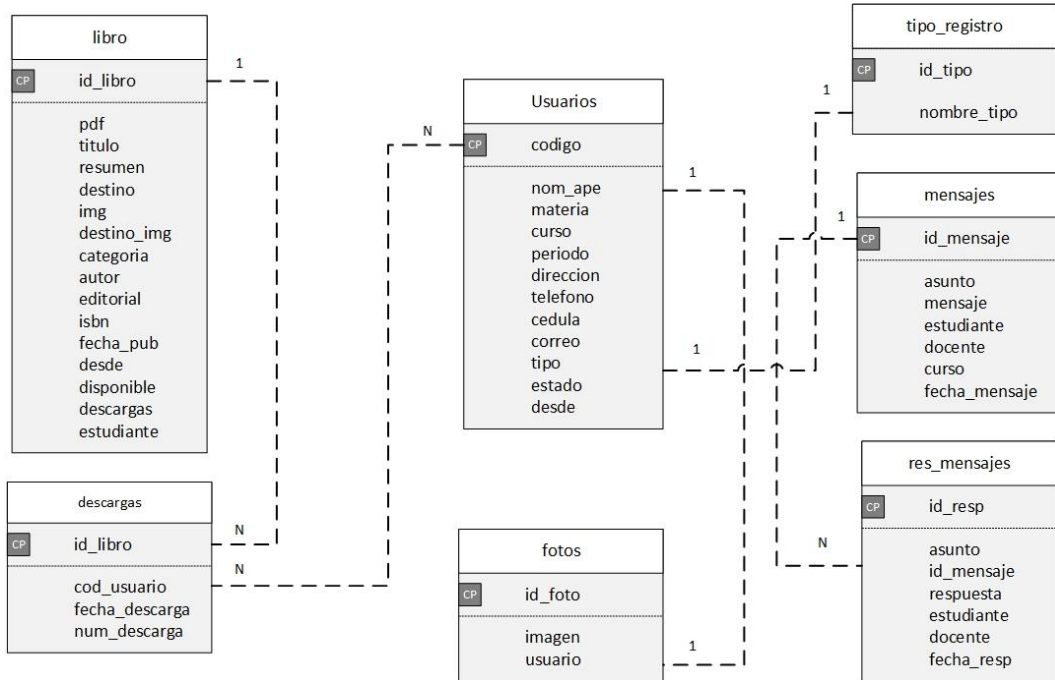 libro
CP id_libro
pdf
titulo
resumen
destino
img
destino_img
categoria
autor
editorial
isbn
fecha_pub
desde
disponible
descargas
estudiante
1
descargas
CP id_libro
cod_usuario
fecha_descarga
num_descarga
N
N
N
Usuarios
CP codigo
nom_ape
materia
curso
periodo
direccion
telefono
cedula
correo
tipo
estado
desde
1
1
fotos
CP id_foto
imagen
usuario
1
tipo_registro
CP id_tipo
nombre_tipo
1
mensajes
CP id_mensaje
asunto
mensaje
estudiante
docente
curso
fecha_mensaje
1
res_mensajes
CP id_resp
asunto
id_mensaje
respuesta
estudiante
docente
fecha_resp
N